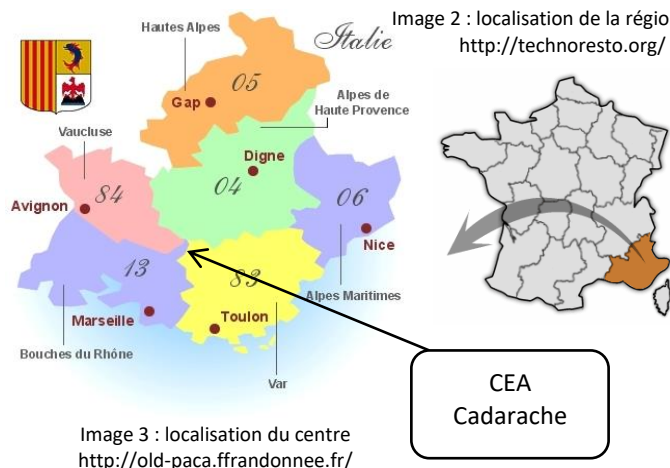 Image 2 : localisation de la régio
http://technoresto.org/
Hautes Alpes
Italie
05
Gap
Alpes de
Haute Provence
Vaucluse
Digne
84
04
06
Avignon
Nice
13
83
Alpes Maritimes
Marseille
Toulon
Bouches du Rhône
Var
CEA
Cadarache
Image 3 : localisation du centre
http://old-paca.ffrandonnee.fr/